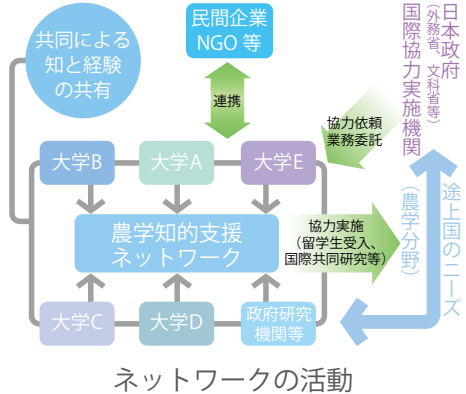 共同による
知と経験
の共有
民間企業
NGO 等
連携
日本政府
（外務省、文科省等）
国際協力実施機関
協力依頼
業務委託
大学B
大学A
大学E
農学知的支援
ネットワーク
協力実施
（留学生受入、
国際共同研究等）
途上国のニーズ
（農学分野）
大学C
大学D
政府研究
機関等
ネットワークの活動